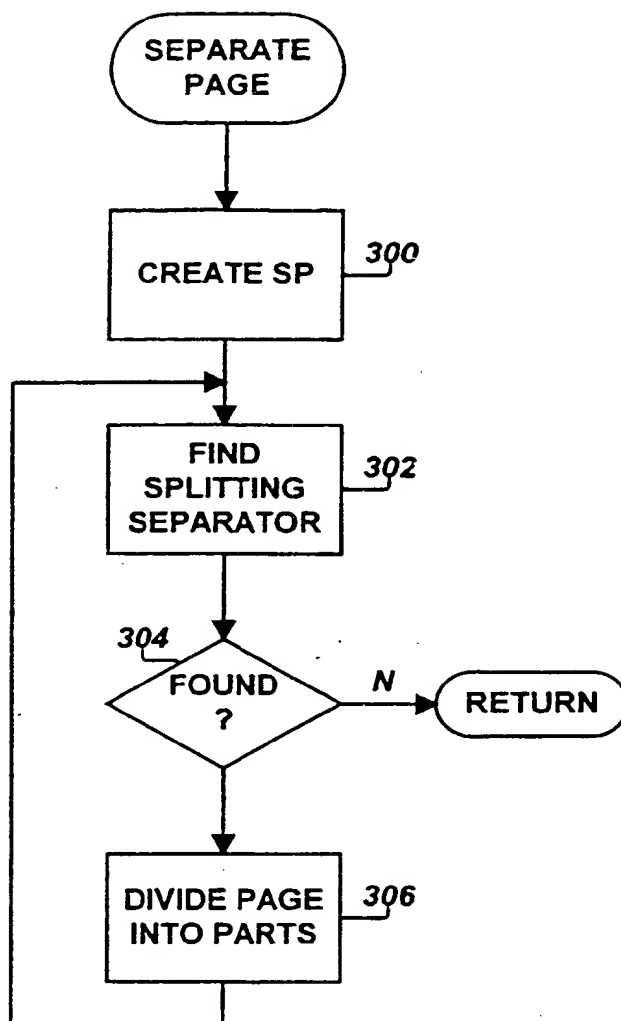 SEPARATE
PAGE
CREATE SP
300
FIND
SPLITTING
SEPARATOR
302
304
FOUND
?
N
RETURN
DIVIDE PAGE
INTO PARTS
306